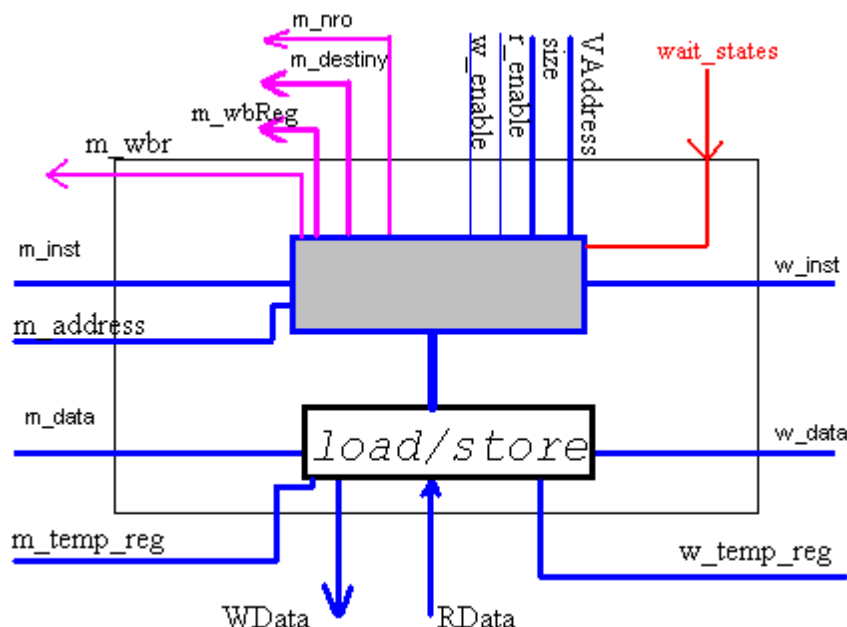 m_nro
m_destiny
m_wbReg
m_wbr
w_enable
r_enable
size
VAddress
wait_states
m_inst
w_inst
m_address
m_data
load/store
w_data
m_temp_reg
w_temp_reg
WData
RData